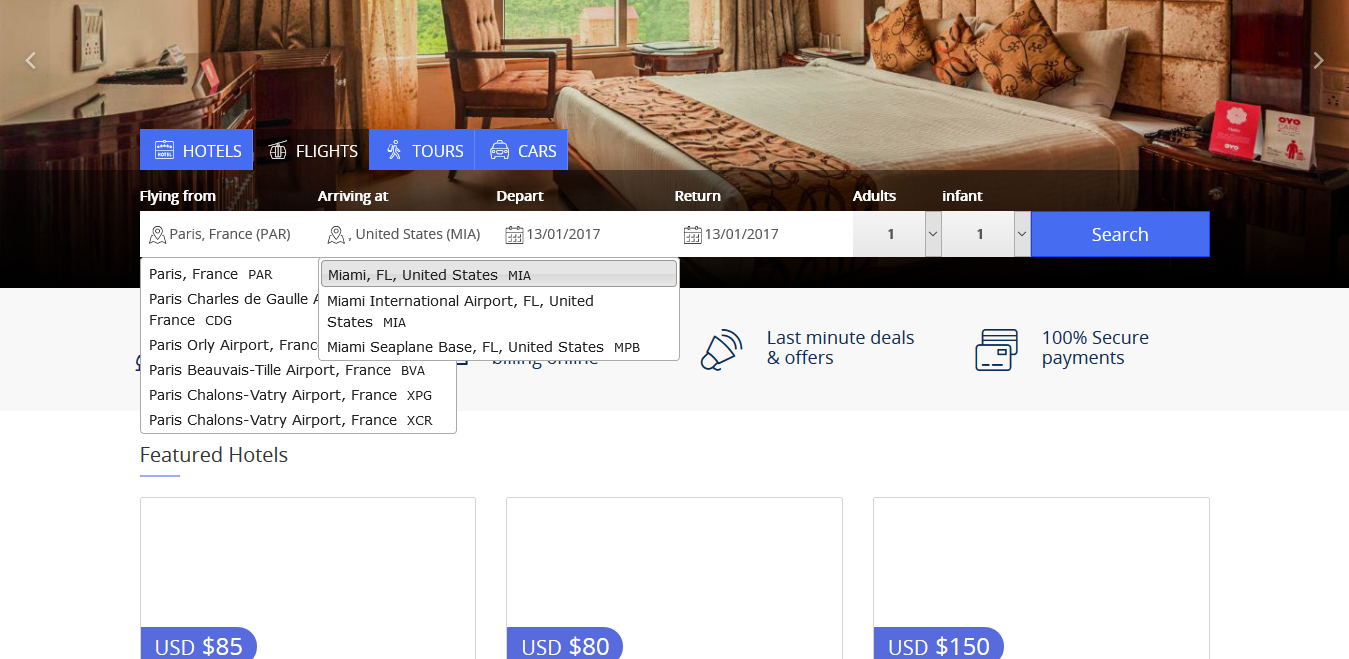 HOTELS FLIGHTS TOURS CARS
Flying from Arriving at Depart Return Adults infant
Paris, France (PAR) , United States (MIA) 13/01/2017 13/01/2017 1 1 Search
Paris, France PAR
Paris Charles de Gaulle
France CDG
Paris Orly Airport, Franc
Paris Beauvais-Tille Airport, France BVA
Paris Chalons-Vatry Airport, France XPG
Paris Chalons-Vatry Airport, France XCR
Miami, FL, United States MIA
Miami International Airport, FL, United
States MIA
Miami Seaplane Base, FL, United States MPB
billing online
Last minute deals
& offers
100% Secure
payments
OYO
OYO
CARE
Featured Hotels
USD $85
USD $80
USD $150